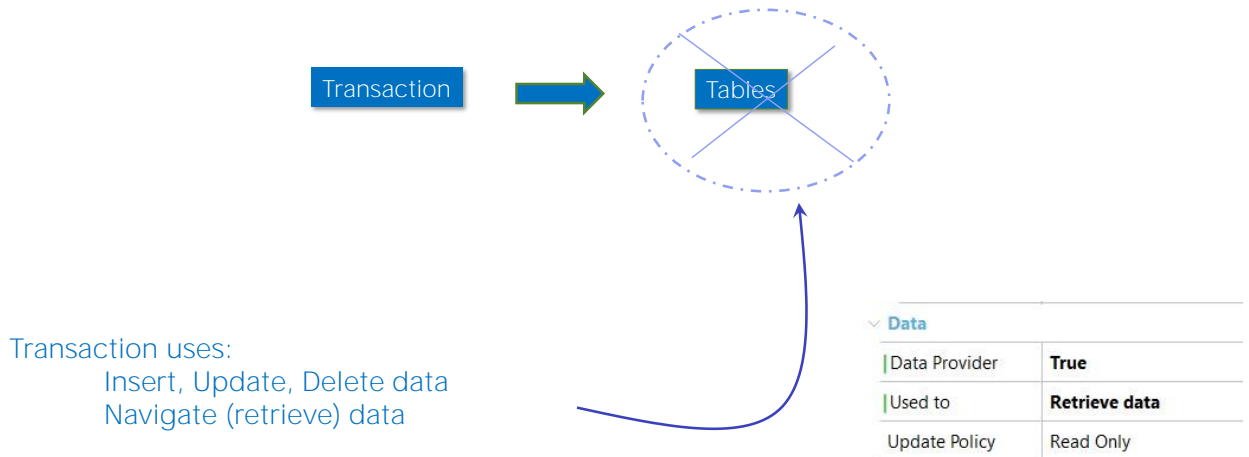 Transaction
Tables
Transaction uses:
Insert, Update, Delete data
Navigate (retrieve) data
Data
Data Provider True
Used to Retrieve data
Update Policy Read Only